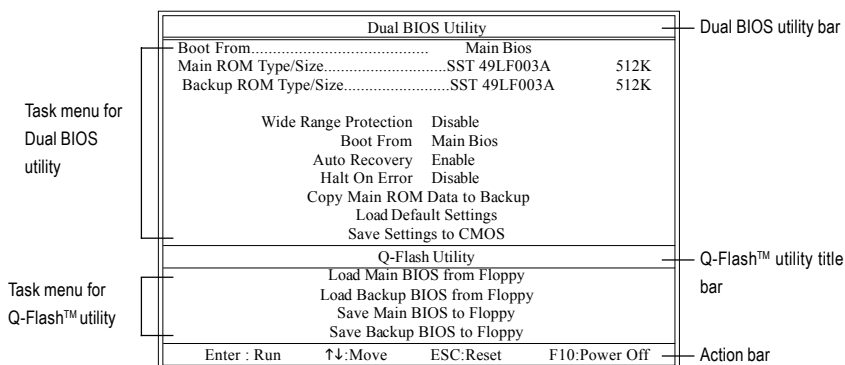 Dual BIOS Utility
Dual BIOS utility bar
Boot From...................................... Main Bios
Main ROM Type/Size...........................SST 49LF003A 512K
Backup ROM Type/Size.......................SST 49LF003A 512K
Task menu for
Dual BIOS
utility
Wide Range Protection Disable
Boot From Main Bios
Auto Recovery Enable
Halt On Error Disable
Copy Main ROM Data to Backup
Load Default Settings
Save Settings to CMOS
Q-Flash Utility
Q-Flash™ utility title
bar
Task menu for
Q-Flash™ utility
Load Main BIOS from Floppy
Load Backup BIOS from Floppy
Save Main BIOS to Floppy
Save Backup BIOS to Floppy
Enter : Run ↑↓:Move ESC:Reset F10:Power Off
Action bar